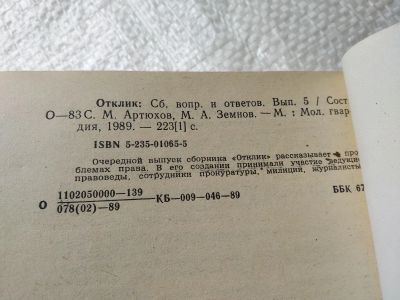 Отклик: Сб. вопр. и ответов. Вып. 5 / Сост.
О—83 С. М. Артюхов, М. А. Земнов. — М. : Мол. гвар-
дия, 1989. — 223[1] с.
ISBN 5-235-01065-5
Очередной выпуск сборника «Отклик» рассказывает о про-
блемах права. В его создании принимали участие ведущие
правоведы, сотрудники прокуратуры, милиции, журналисты
О 1102050000—139
078(02)—89 КБ—009—046—89 ББК 67